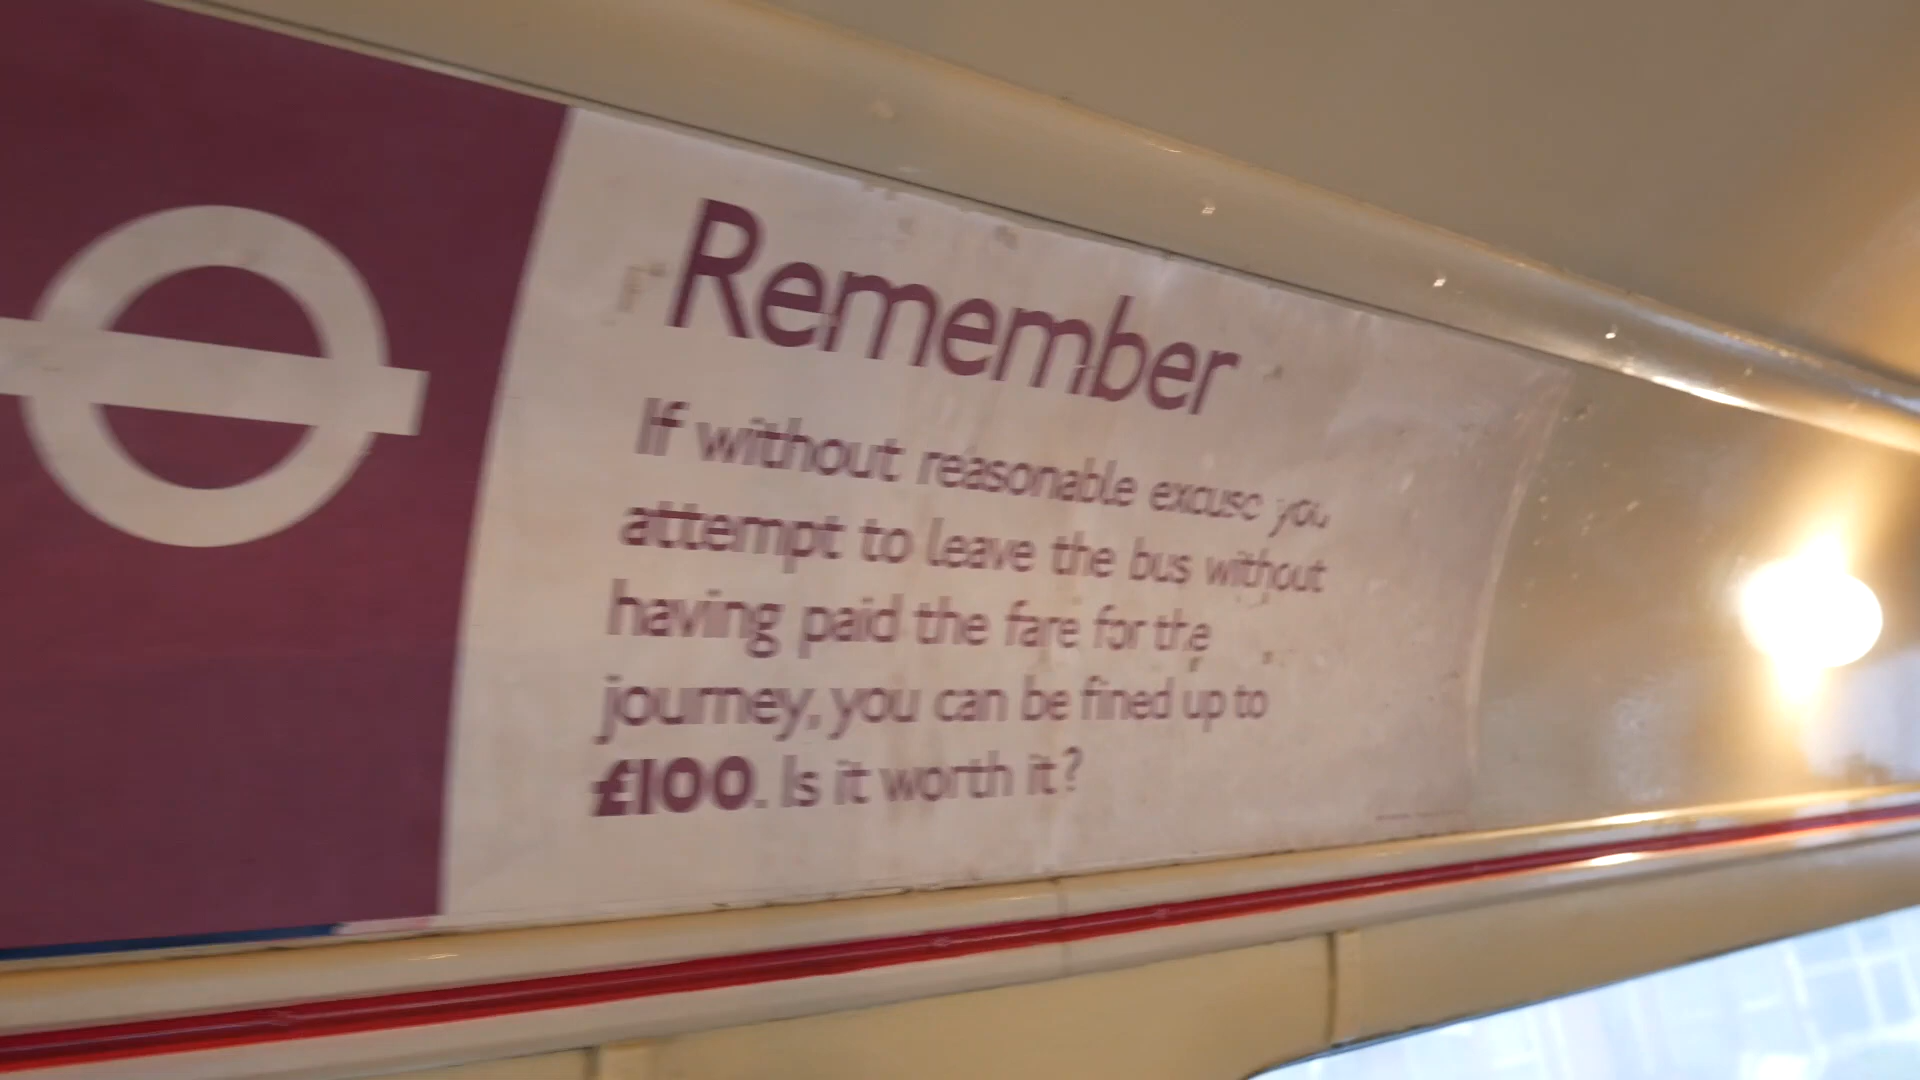 Remember
If without reasonable excuse you
attempt to leave the bus without
having paid the fare for the
journey, you can be fined up to
£100. Is it worth it?